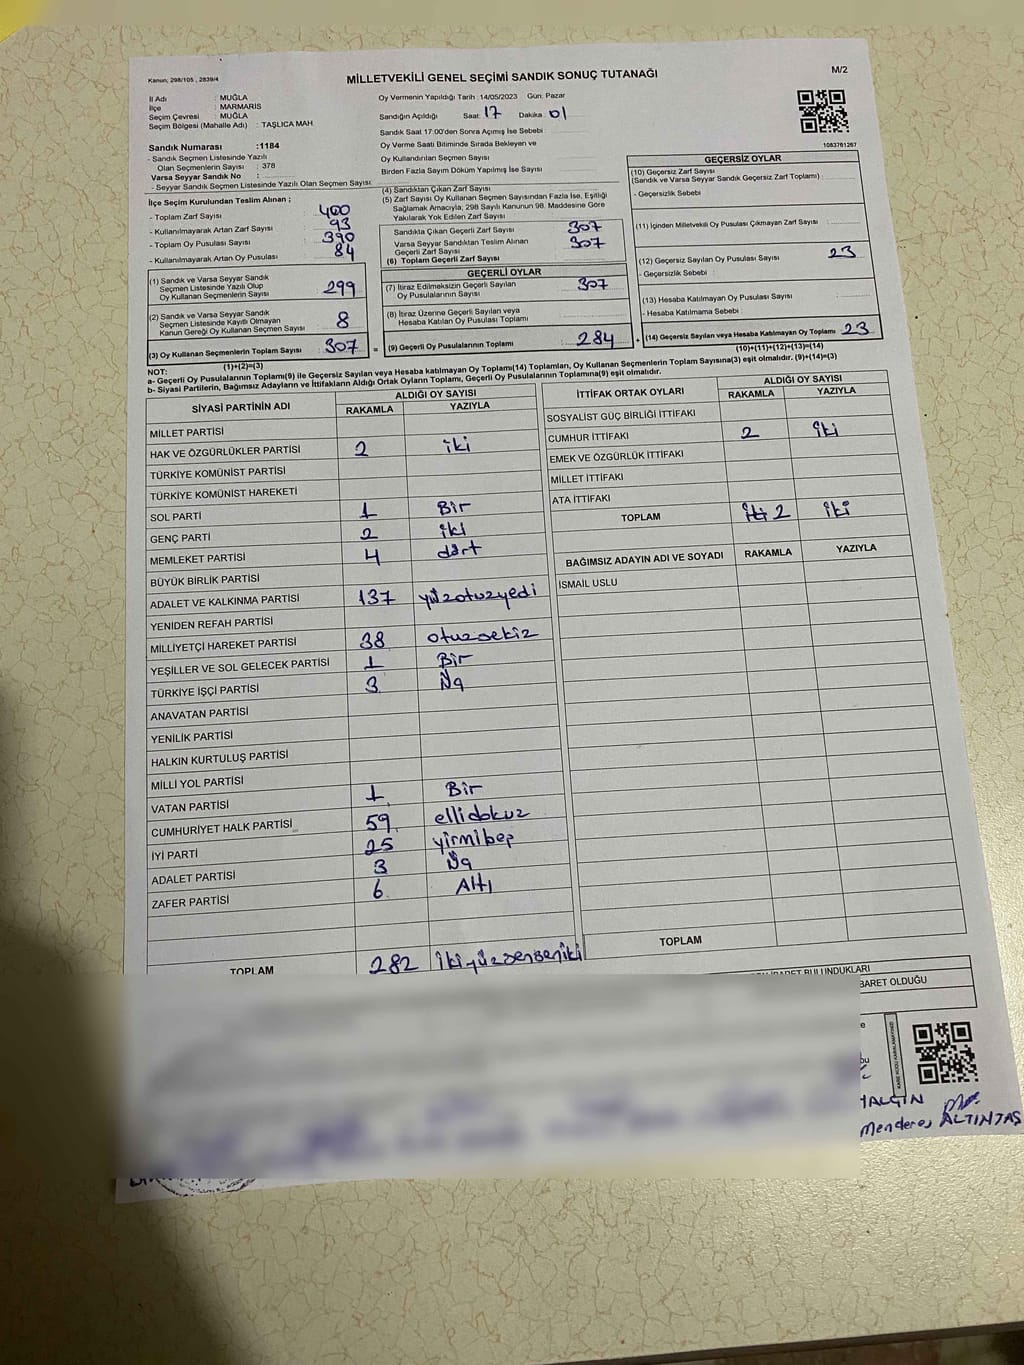 Kanun; 298/105 , 2839/4
MİLLETVEKİLİ GENEL SEÇİMİ SANDIK SONUÇ TUTANAĞI
M/2
İl Adı : MUĞLA
İlçe : MARMARİS
Seçim Çevresi : MUĞLA
Seçim Bölgesi (Mahalle Adı) : TAŞLICA MAH.
Sandık Numarası :1184
- Sandık Seçmen Listesinde Yazılı
Olan Seçmenlerin Sayısı : 378
Varsa Seyyar Sandık No :
- Seyyar Sandık Seçmen Listesinde Yazılı Olan Seçmen Sayısı
İlçe Seçim Kurulundan Teslim Alınan ;
- Toplam Zarf Sayısı 400
- Kullanılmayarak Artan Zarf Sayısı 93
- Toplam Oy Pusulası Sayısı 390
- Kullanılmayarak Artan Oy Pusulası 84
(1) Sandık ve Varsa Seyyar Sandık
Seçmen Listesinde Yazılı Olup
Oy Kullanan Seçmenlerin Sayısı 299
(2) Sandık ve Varsa Seyyar Sandık
Seçmen Listesinde Kayıtlı Olmayan
Kanun Gereği Oy Kullanan Seçmen Sayısı 8
(3) Oy Kullanan Seçmenlerin Toplam Sayısı 307 =
(1)+(2)=(3)
Oy Vermenin Yapıldığı Tarih :14/05/2023 Gün: Pazar
Sandığın Açıldığı Saat: 17 Dakika: 01
Sandık Saat 17:00'den Sonra Açımış İse Sebebi :
Oy Verme Saati Bitiminde Sırada Bekleyen ve
Oy Kullandırılan Seçmen Sayısı
Birden Fazla Sayım Döküm Yapılmış İse Sayısı :
(4) Sandıktan Çıkan Zarf Sayısı
(5) Zarf Sayısı Oy Kullanan Seçmen Sayısından Fazla İse, Eşitliği
Sağlamak Amacıyla; 298 Sayılı Kanunun 98. Maddesine Göre
Yakılarak Yok Edilen Zarf Sayısı
Sandıkta Çıkan Geçerli Zarf Sayısı 307
Varsa Seyyar Sandıktan Teslim Alınan
Geçerli Zarf Sayısı 307
(6) Toplam Geçerli Zarf Sayısı
GEÇERLİ OYLAR
(7) İtiraz Edilmeksizin Geçerli Sayılan
Oy Pusulalarının Sayısı 307
(8) İtiraz Üzerine Geçerli Sayılan veya
Hesaba Katılan Oy Pusulası Toplamı
(9) Geçerli Oy Pusulalarının Toplamı 284 +
1083761267
GEÇERSİZ OYLAR
(10) Geçersiz Zarf Sayısı
(Sandık ve Varsa Seyyar Sandık Geçersiz Zarf Toplamı) :
- Geçersizlik Sebebi :
(11) İçinden Milletvekili Oy Pusulası Çıkmayan Zarf Sayısı :
(12) Geçersiz Sayılan Oy Pusulası Sayısı : 23
- Geçersizlik Sebebi :
(13) Hesaba Katılmayan Oy Pusulası Sayısı :
- Hesaba Katılmama Sebebi :
(14) Geçersiz Sayılan veya Hesaba Katılmayan Oy Toplamı 23
(10)+(11)+(12)+(13)=(14)
NOT:
a- Geçerli Oy Pusulalarının Toplamı(9) ile Geçersiz Sayılan veya Hesaba katılmayan Oy Toplamı(14) Toplamları, Oy Kullanan Seçmenlerin Toplam Sayısına(3) eşit olmalıdır. (9)+(14)=(3)
b- Siyasi Partilerin, Bağımsız Adayların ve İttifakların Aldığı Ortak Oyların Toplamı, Geçerli Oy Pusulalarının Toplamına(9) eşit olmalıdır.
SİYASİ PARTİNİN ADI ALDIĞI OY SAYISI
RAKAMLA YAZIYLA
MİLLET PARTİSİ
HAK VE ÖZGÜRLÜKLER PARTİSİ 2 iki
TÜRKİYE KOMÜNİST PARTİSİ
TÜRKİYE KOMÜNİST HAREKETİ
SOL PARTİ 1 Bir
GENÇ PARTİ 2 iki
MEMLEKET PARTİSİ 4 dört
BÜYÜK BİRLİK PARTİSİ
ADALET VE KALKINMA PARTİSİ 137 yüzotuzyedi
YENİDEN REFAH PARTİSİ
MİLLİYETÇİ HAREKET PARTİSİ 38 otuzsekiz
YEŞİLLER VE SOL GELECEK PARTİSİ 1 Bir
TÜRKİYE İŞÇİ PARTİSİ 3 Üç
ANAVATAN PARTİSİ
YENİLİK PARTİSİ
HALKIN KURTULUŞ PARTİSİ
MİLLİ YOL PARTİSİ
VATAN PARTİSİ 1 Bir
CUMHURİYET HALK PARTİSİ 59 ellidokuz
İYİ PARTİ 25 yirmibeş
ADALET PARTİSİ 3 Üç
ZAFER PARTİSİ 6 Altı
TOPLAM 282 ikiyüzsenseniki
İTTİFAK ORTAK OYLARI ALDIĞI OY SAYISI
RAKAMLA YAZIYLA
SOSYALİST GÜÇ BİRLİĞİ İTTİFAKI
CUMHUR İTTİFAKI 2 iki
EMEK VE ÖZGÜRLÜK İTTİFAKI
MİLLET İTTİFAKI
ATA İTTİFAKI
TOPLAM 2 iki
BAĞIMSIZ ADAYIN ADI VE SOYADI RAKAMLA YAZIYLA
İSMAİL USLU
TOPLAM
BULUNDUKLARI
BARET OLDUĞU
YALÇIN
Menderes ALTINTAŞ